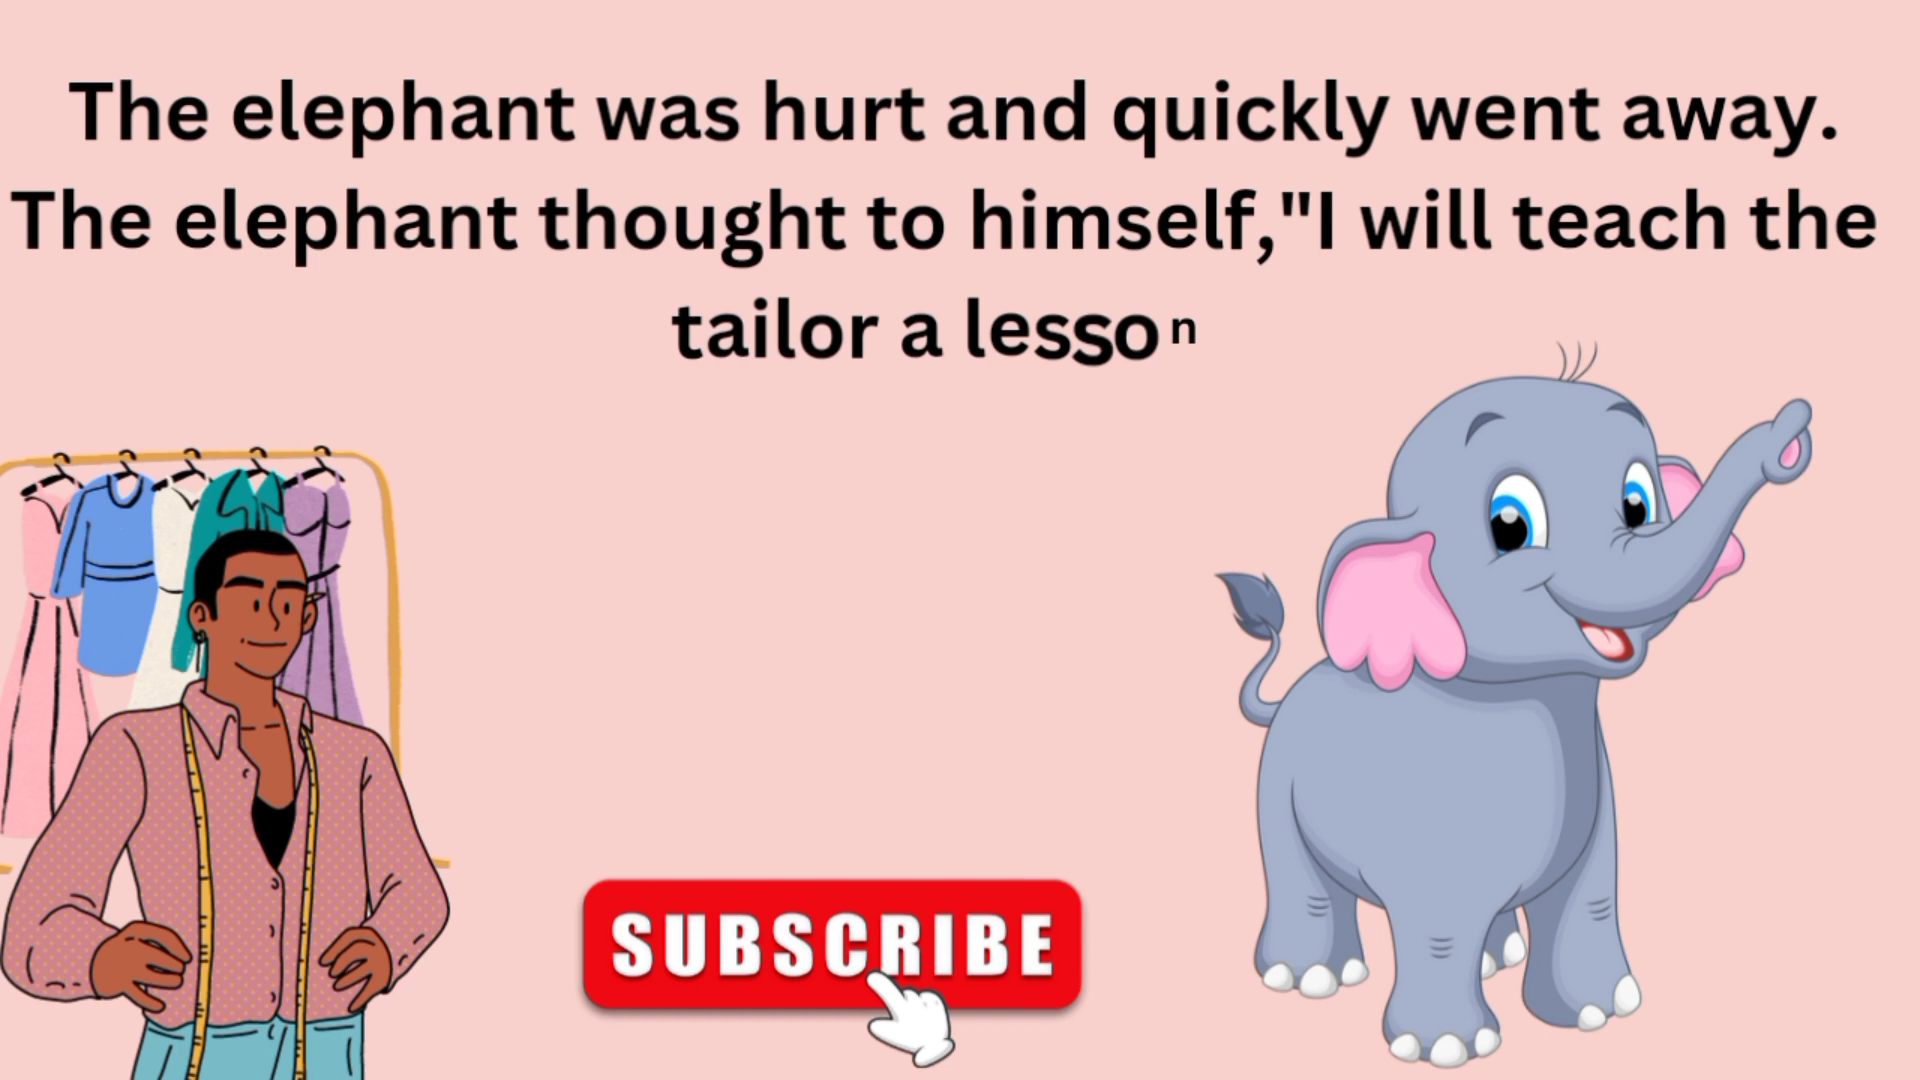 The elephant was hurt and quickly went away.
The elephant thought to himself,"I will teach the
tailor a lesson
SUBSCRIBE